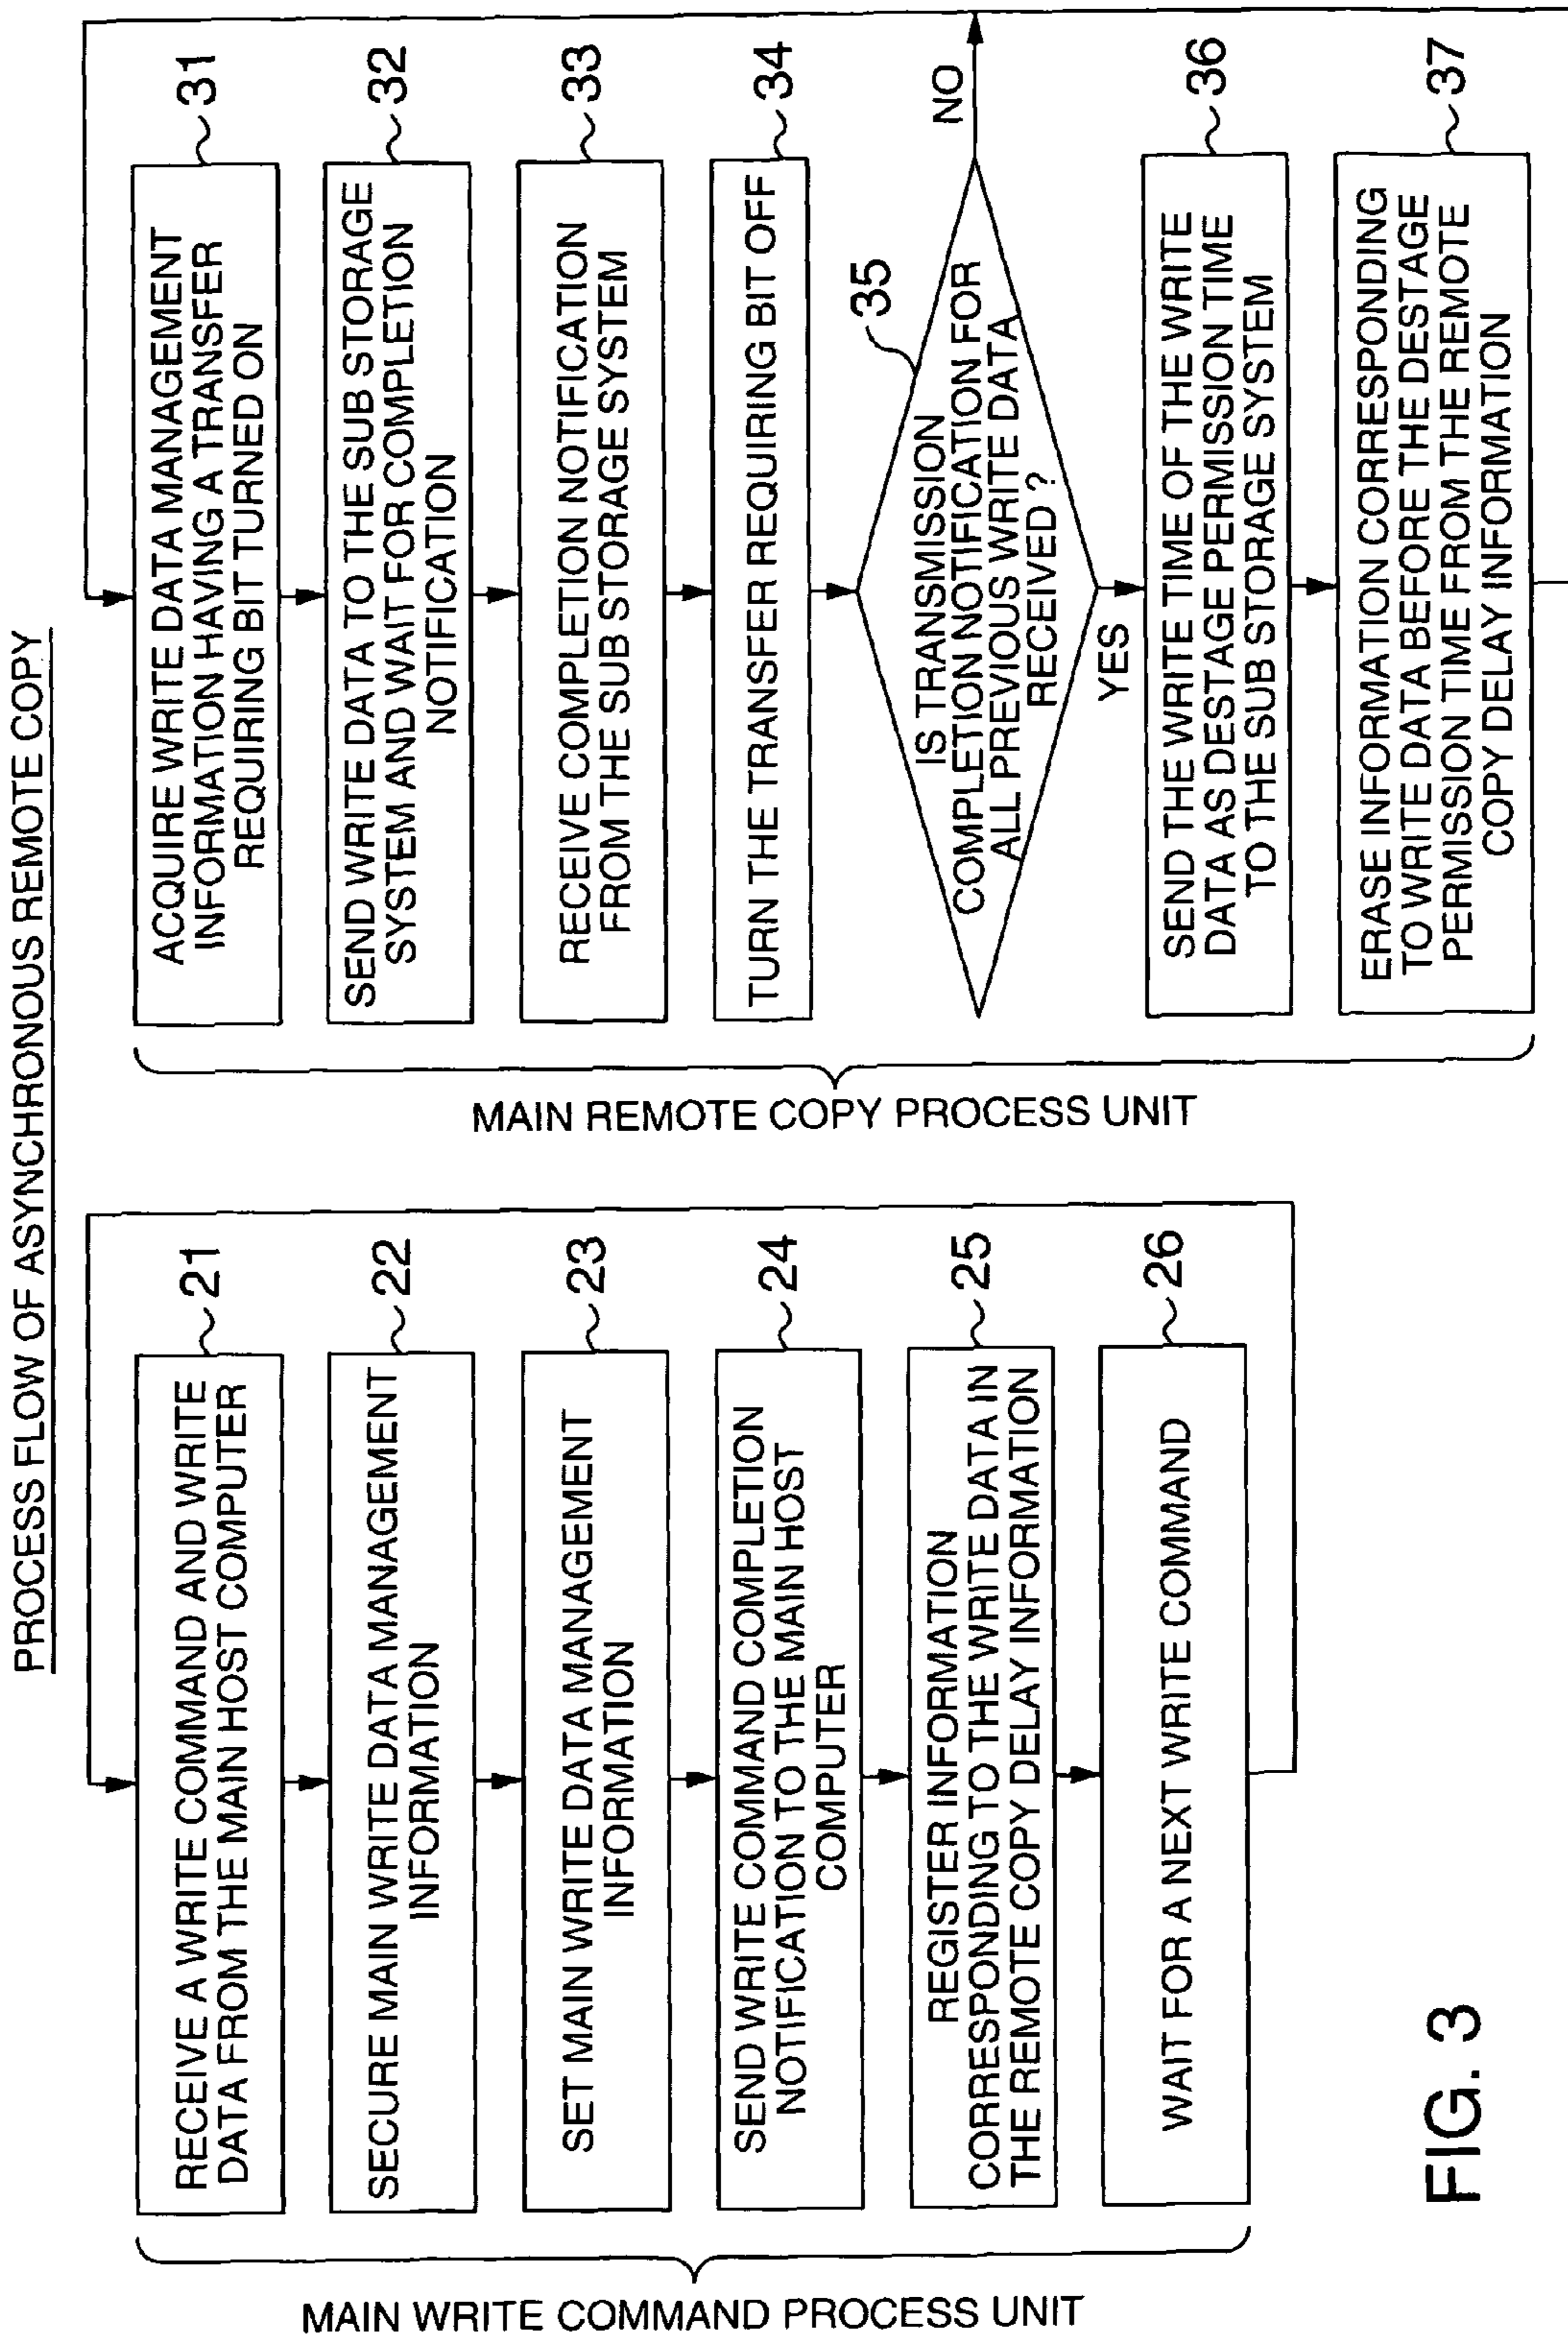 PROCESS FLOW OF ASYNCHRONOUS REMOTE COPY
MAIN WRITE COMMAND PROCESS UNIT
RECEIVE A WRITE COMMAND AND WRITE
DATA FROM THE MAIN HOST COMPUTER
21
SECURE MAIN WRITE DATA MANAGEMENT
INFORMATION
22
SET MAIN WRITE DATA MANAGEMENT
INFORMATION
23
SEND WRITE COMMAND COMPLETION
NOTIFICATION TO THE MAIN HOST
COMPUTER
24
REGISTER INFORMATION
CORRESPONDING TO THE WRITE DATA IN
THE REMOTE COPY DELAY INFORMATION
25
WAIT FOR A NEXT WRITE COMMAND
26
MAIN REMOTE COPY PROCESS UNIT
ACQUIRE WRITE DATA MANAGEMENT
INFORMATION HAVING A TRANSFER
REQUIRING BIT TURNED ON
31
SEND WRITE DATA TO THE SUB STORAGE
SYSTEM AND WAIT FOR COMPLETION
NOTIFICATION
32
RECEIVE COMPLETION NOTIFICATION
FROM THE SUB STORAGE SYSTEM
33
TURN THE TRANSFER REQUIRING BIT OFF
34
IS TRANSMISSION
COMPLETION NOTIFICATION FOR
ALL PREVIOUS WRITE DATA
RECEIVED ?
35
NO
YES
SEND THE WRITE TIME OF THE WRITE
DATA AS DESTAGE PERMISSION TIME
TO THE SUB STORAGE SYSTEM
36
ERASE INFORMATION CORRESPONDING
TO WRITE DATA BEFORE THE DESTAGE
PERMISSION TIME FROM THE REMOTE
COPY DELAY INFORMATION
37
FIG. 3